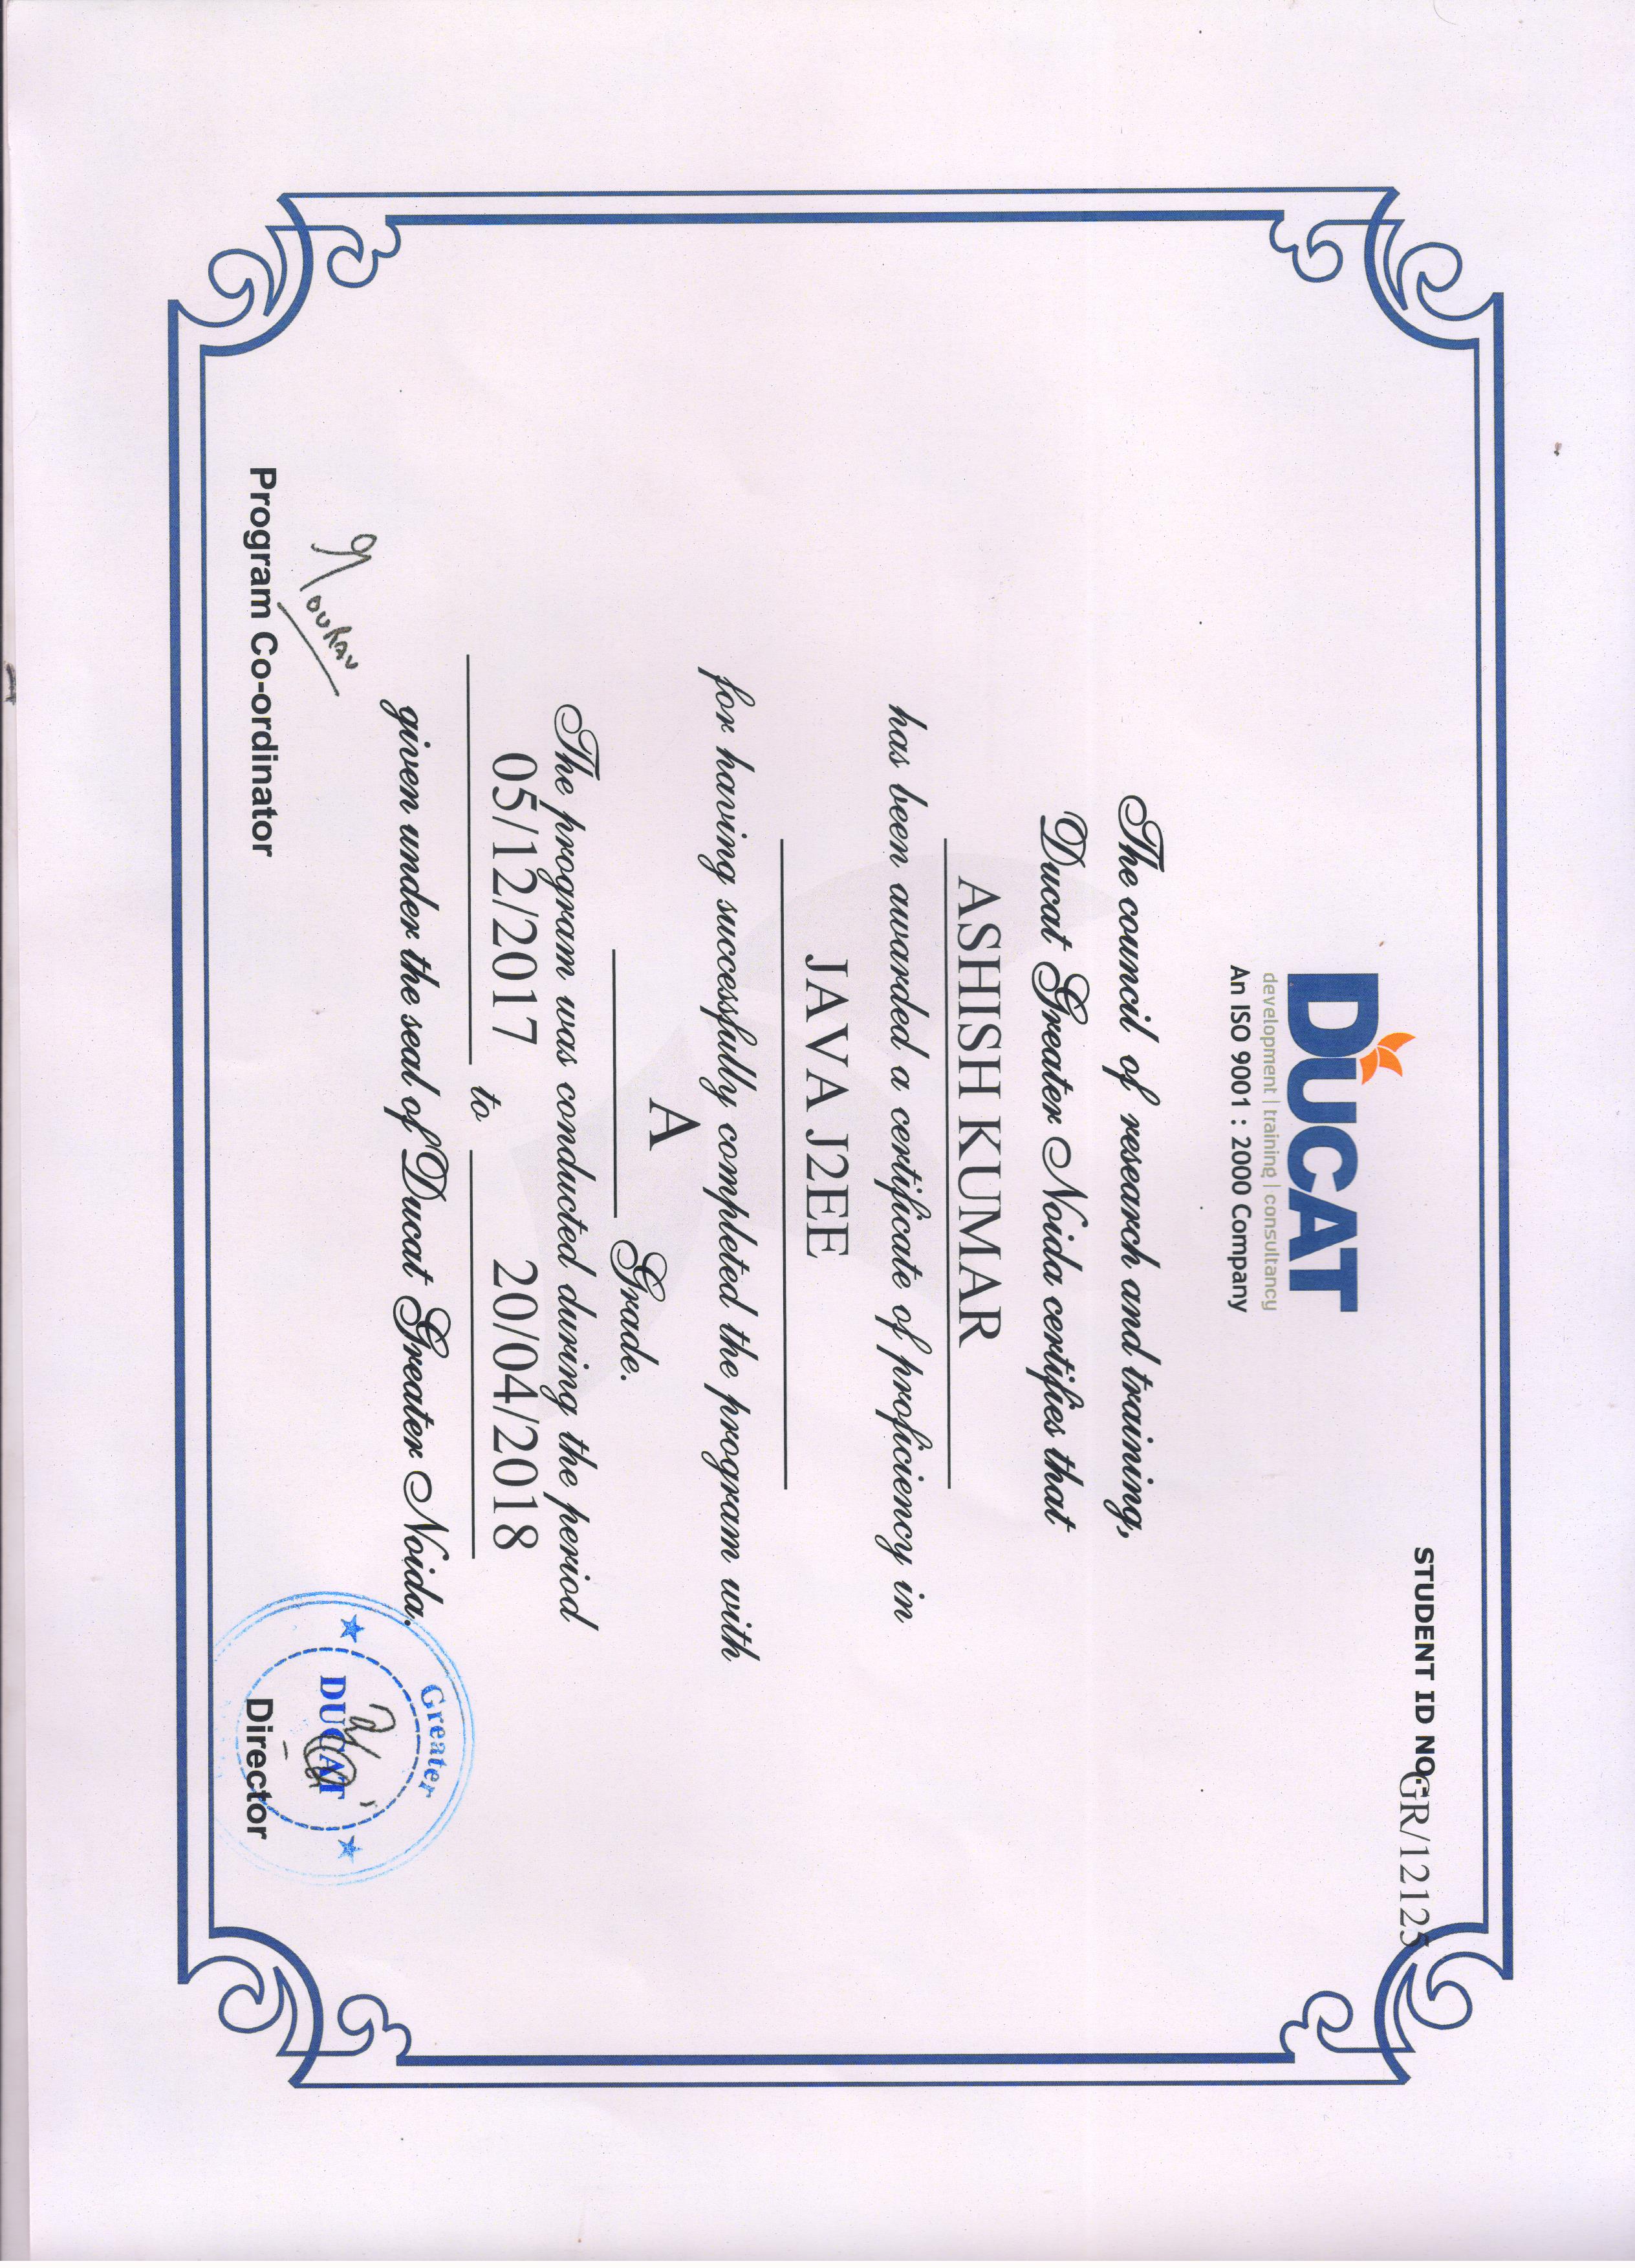 STUDENT ID NO.- GR/12125
DUCAT
development | training | consultancy
An ISO 9001 : 2000 Company
The council of research and training,
Ducat Greater Noida certifies that
ASHISH KUMAR
has been awarded a certificate of proficiency in
JAVA J2EE
for having successfully completed the program with
A Grade.
The program was conducted during the period
05/12/2017 to 20/04/2018
given under the seal of Ducat Greater Noida.
Greater
DUCAT
Program Co-ordinator
Director